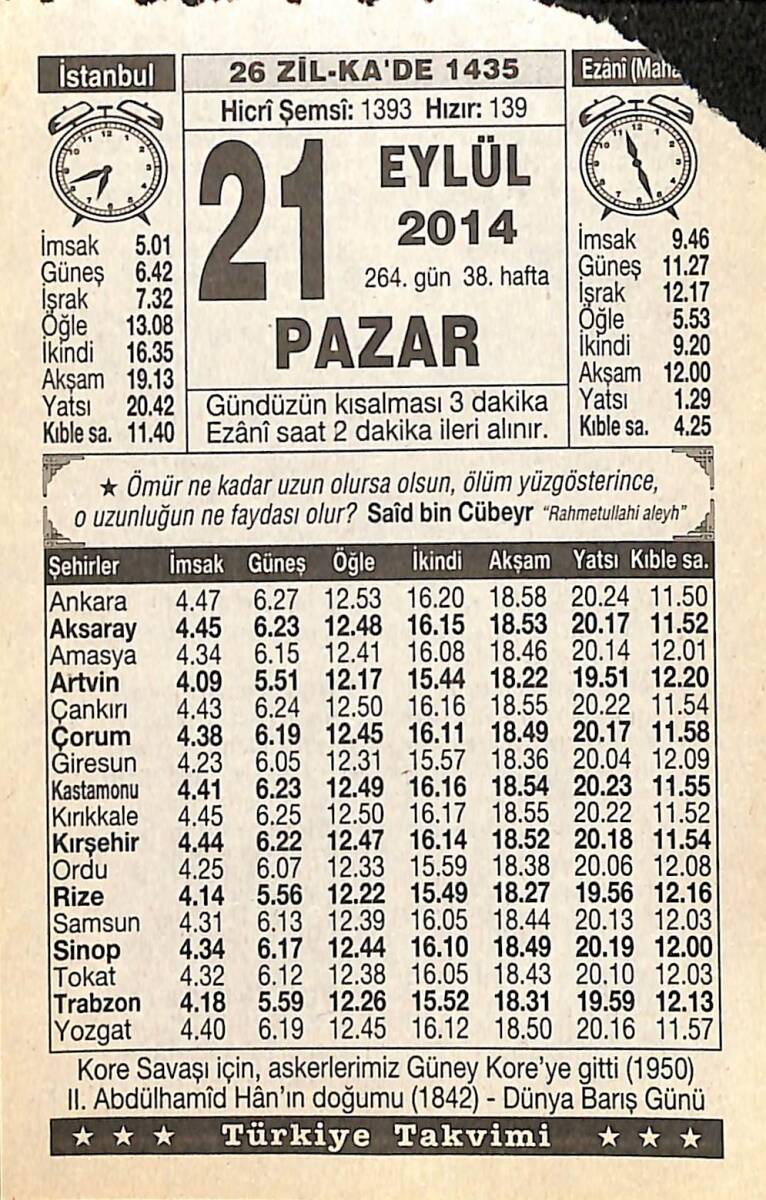 İstanbul
26 ZİL-KA'DE 1435
Ezânî
Hicrî Şemsî: 1393 Hızır: 139
21
EYLÜL
2014
264. gün 38. hafta
PAZAR
Gündüzün kısalması 3 dakika
Ezânî saat 2 dakika ileri alınır.
İmsak 5.01
Güneş 6.42
İşrak 7.32
Öğle 13.08
İkindi 16.35
Akşam 19.13
Yatsı 20.42
Kıble sa. 11.40
İmsak 9.46
Güneş 11.27
İşrak 12.17
Öğle 5.53
İkindi 9.20
Akşam 12.00
Yatsı 1.29
Kıble sa. 4.25
★ Ömür ne kadar uzun olursa olsun, ölüm yüzgösterince,
o uzunluğun ne faydası olur? Saîd bin Cübeyr "Rahmetullahi aleyh"
Şehirler İmsak Güneş Öğle İkindi Akşam Yatsı Kıble sa.
Ankara 4.47 6.27 12.53 16.20 18.58 20.24 11.50
Aksaray 4.45 6.23 12.48 16.15 18.53 20.17 11.52
Amasya 4.34 6.15 12.41 16.08 18.46 20.14 12.01
Artvin 4.09 5.51 12.17 15.44 18.22 19.51 12.20
Çankırı 4.43 6.24 12.50 16.16 18.55 20.22 11.54
Çorum 4.38 6.19 12.45 16.11 18.49 20.17 11.58
Giresun 4.23 6.05 12.31 15.57 18.36 20.04 12.09
Kastamonu 4.41 6.23 12.49 16.16 18.54 20.23 11.55
Kırıkkale 4.45 6.25 12.50 16.17 18.55 20.22 11.52
Kırşehir 4.44 6.22 12.47 16.14 18.52 20.18 11.54
Ordu 4.25 6.07 12.33 15.59 18.38 20.06 12.08
Rize 4.14 5.56 12.22 15.49 18.27 19.56 12.16
Samsun 4.31 6.13 12.39 16.05 18.44 20.13 12.03
Sinop 4.34 6.17 12.44 16.10 18.49 20.19 12.00
Tokat 4.32 6.12 12.38 16.05 18.43 20.10 12.03
Trabzon 4.18 5.59 12.26 15.52 18.31 19.59 12.13
Yozgat 4.40 6.19 12.45 16.12 18.50 20.16 11.57
Kore Savaşı için, askerlerimiz Güney Kore'ye gitti (1950)
II. Abdülhamîd Hân'ın doğumu (1842) - Dünya Barış Günü
★ ★ ★ Türkiye Takvimi ★ ★ ★